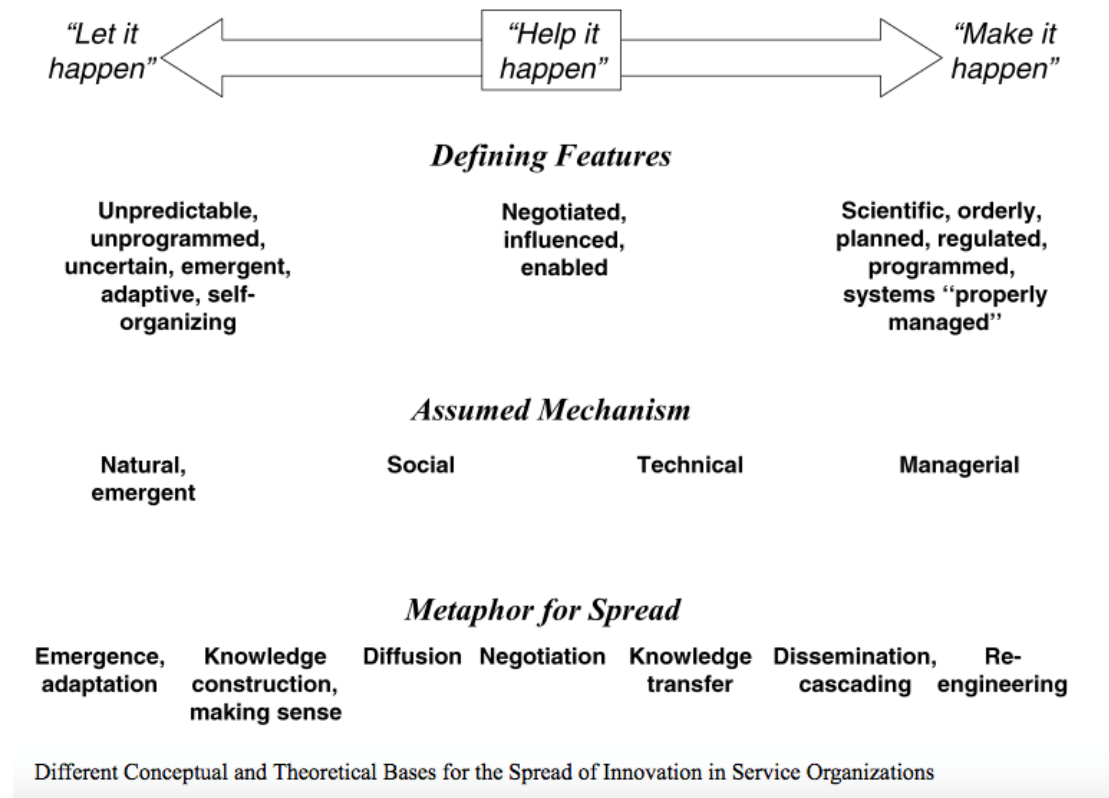 “Let it
happen”
“Help it
happen”
“Make it
happen”
Defining Features
Unpredictable,
unprogrammed,
uncertain, emergent,
adaptive, self-
organizing
Negotiated,
influenced,
enabled
Scientific, orderly,
planned, regulated,
programmed,
systems “properly
managed”
Assumed Mechanism
Natural,
emergent
Social
Technical
Managerial
Metaphor for Spread
Emergence,
adaptation
Knowledge
construction,
making sense
Diffusion
Negotiation
Knowledge
transfer
Dissemination,
cascading
Re-
engineering
Different Conceptual and Theoretical Bases for the Spread of Innovation in Service Organizations